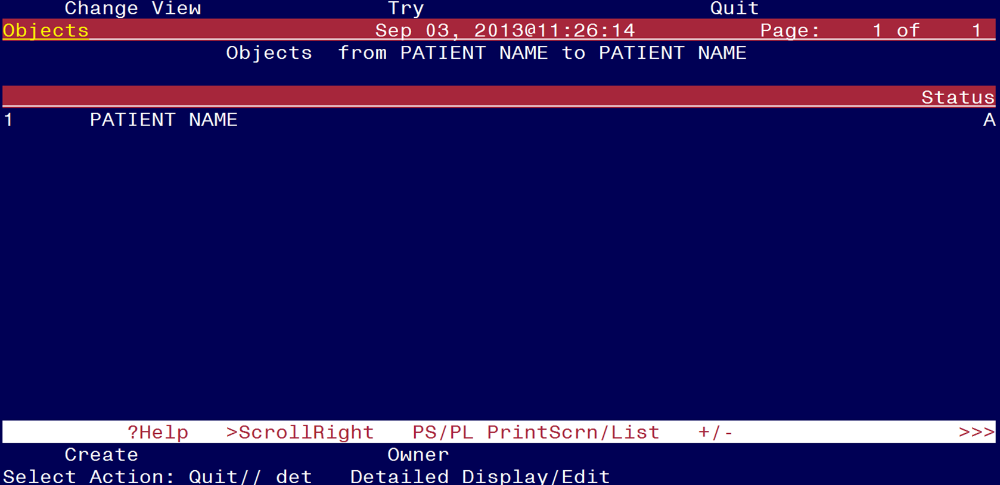 Change View Try Quit
Objects Sep 03, 2013@11:26:14 Page: 1 of 1
Objects from PATIENT NAME to PATIENT NAME
Status
1 PATIENT NAME A
?Help >ScrollRight PS/PL PrintScrn/List +/- >>>
Create Owner
Select Action: Quit// det Detailed Display/Edit